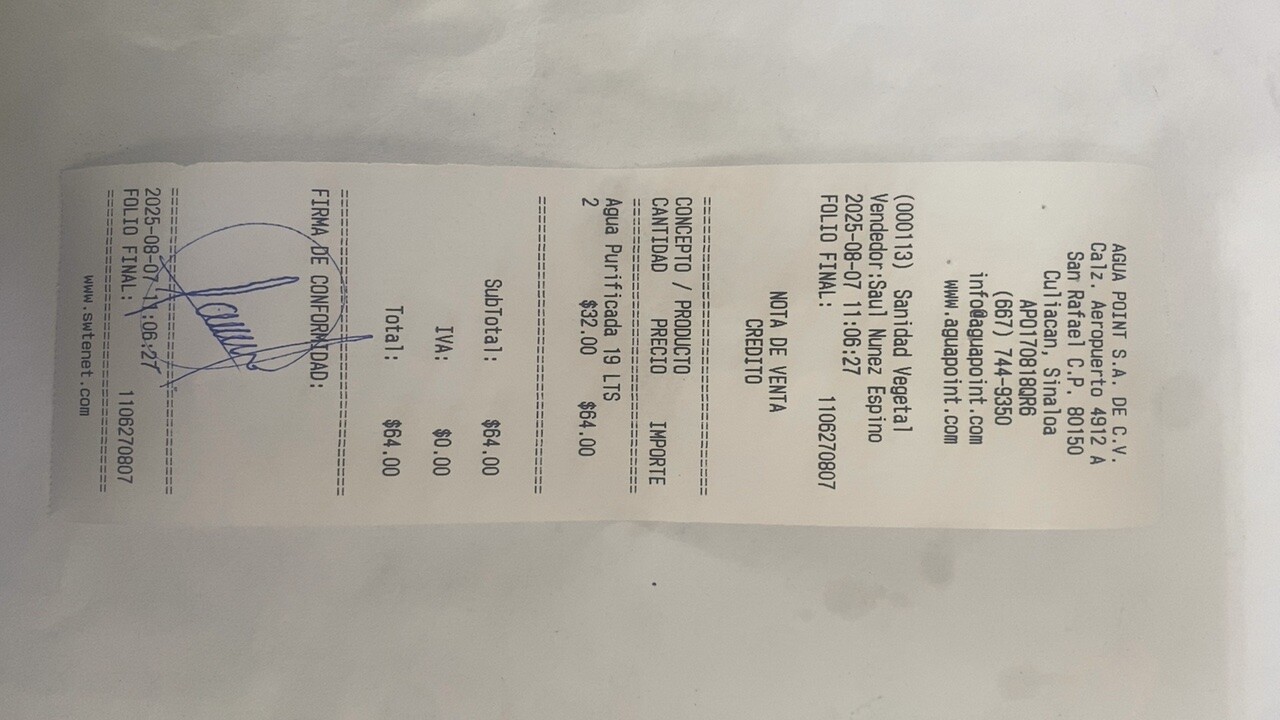 AGUA POINT S.A. DE C.V.
Calz. Aeropuerto 4912 A
San Rafael C.P. 80150
Culiacan, Sinaloa
APO170818QR6
(667) 744-9350
info@aguapoint.com
www.aguapoint.com
NOTA DE VENTA
CREDITO
(000113) Sanidad Vegetal
Vendedor:Saul Nunez Espino
2025-08-07 11:06:27
FOLIO FINAL: 1106270807
CONCEPTO / PRODUCTO
CANTIDAD PRECIO IMPORTE
Agua Purificada 19 LTS
2 $32.00 $64.00
SubTotal: $64.00
IVA: $0.00
Total: $64.00
FIRMA DE CONFORMIDAD:
2025-08-07 11:06:27
FOLIO FINAL: 1106270807
www.swtenet.com